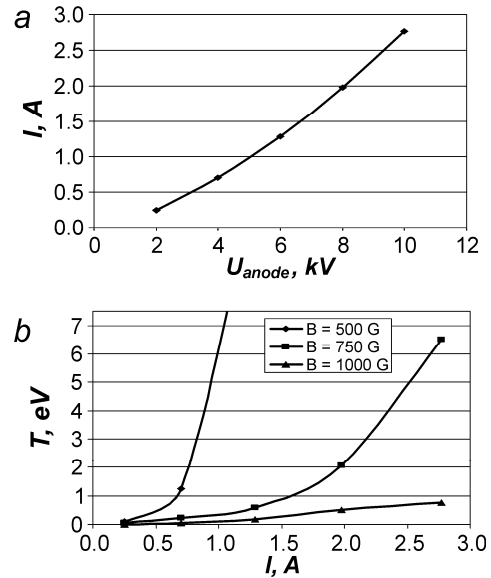 a
I, A
3.0
2.5
2.0
1.5
1.0
0.5
0.0
0 2 4 6 8 10 12
Uanode, kV
b
T, eV
7
6
5
4
3
2
1
0
B = 500 G
B = 750 G
B = 1000 G
0.0 0.5 1.0 1.5 2.0 2.5 3.0
I, A